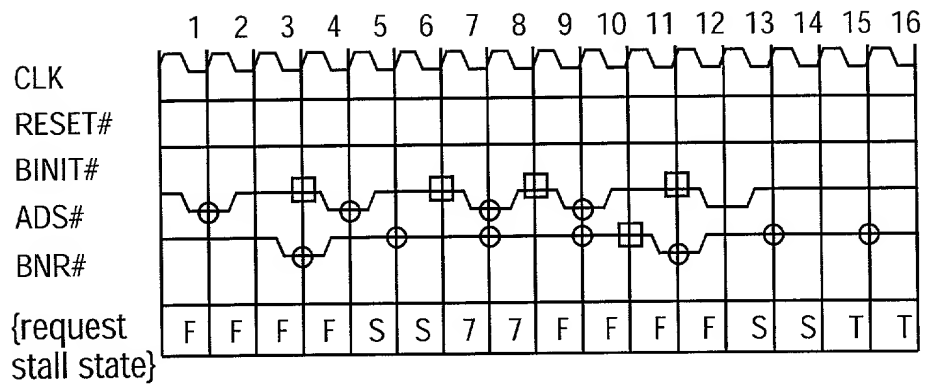 1 2 3 4 5 6 7 8 9 10 11 12 13 14 15 16
CLK
RESET#
BINIT#
ADS#
BNR#
{request F F F F S S 7 7 F F F F S S T T
stall state}